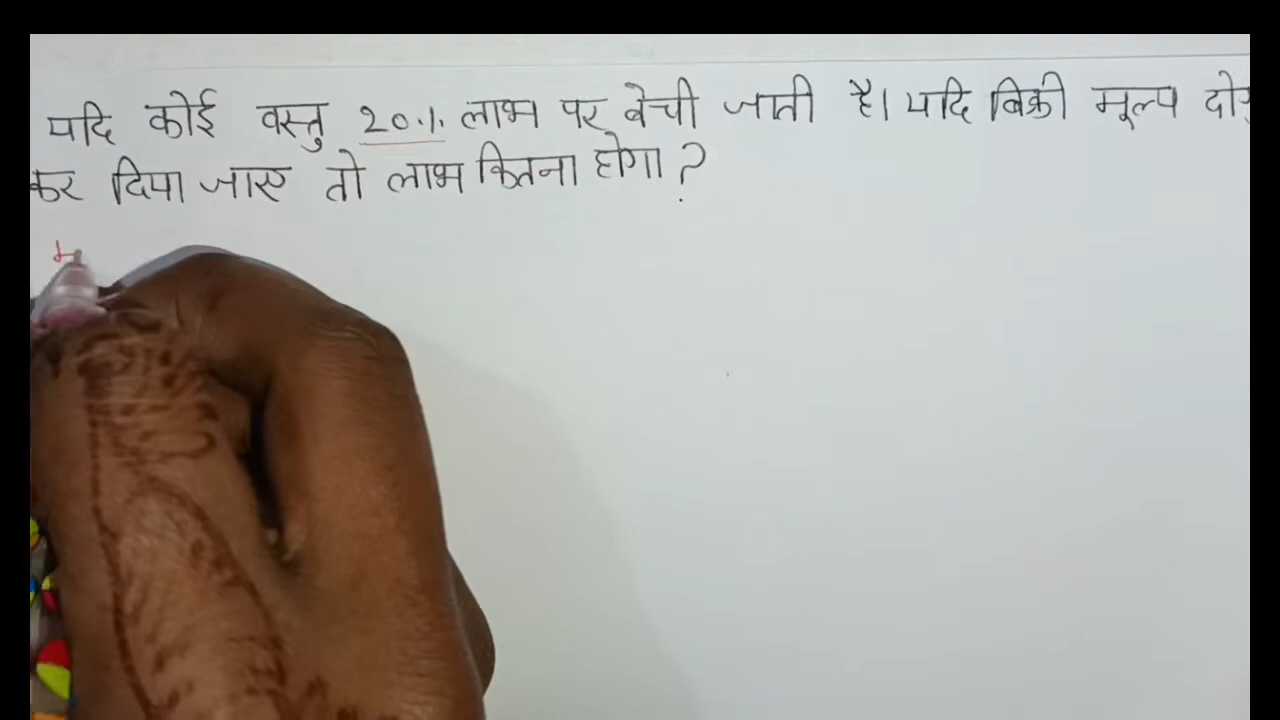 यदि कोई वस्तु 20% लाभ पर बेची जाती है। यदि बिक्री मूल्य
कर दिया जाए तो लाभ कितना होगा?